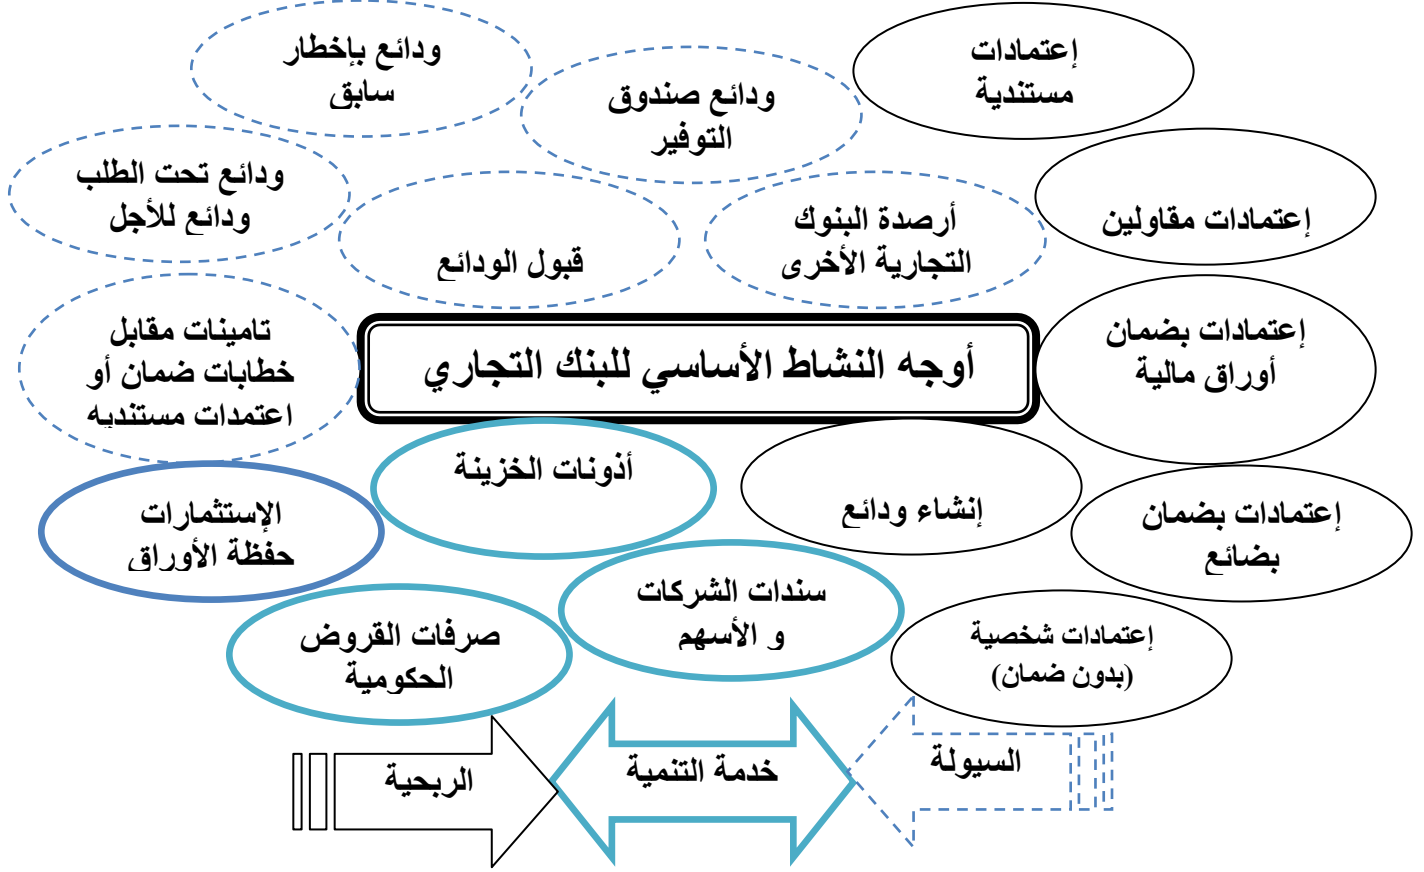 إعتمادات
مستندية
ودائع بإخطار
سابق
ودائع صندوق
التوفير
إعتمادات مقاولين
أرصدة البنوك
التجارية الأخرى
قبول الودائع
ودائع تحت الطلب
ودائع للأجل
إعتمادات بضمان
أوراق مالية
أوجه النشاط الأساسي للبنك التجاري
تامينات مقابل
خطابات ضمان أو
اعتمدات مستنديه
إعتمادات بضمان
بضائع
إنشاء ودائع
أذونات الخزينة
الإستثمارات
حفظة الأوراق
إعتمادات شخصية
(بدون ضمان)
سندات الشركات
و الأسهم
صرفات القروض
الحكومية
السيولة
خدمة التنمية
الربحية